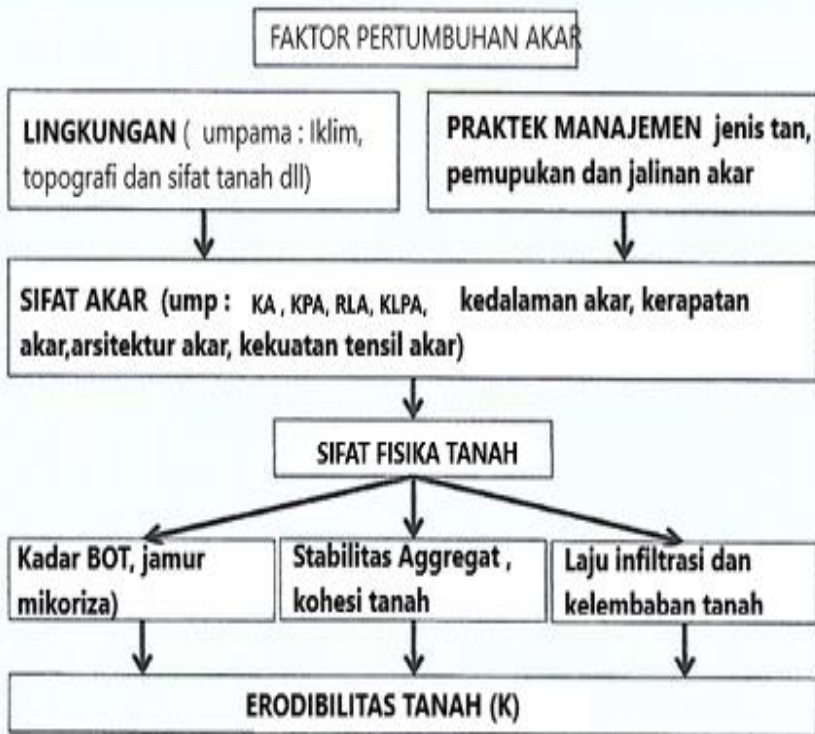 FAKTOR PERTUMBUHAN AKAR
LINGKUNGAN ( umpama : Iklim,
topografi dan sifat tanah dll)
PRAKTEK MANAJEMEN jenis tan,
pemupukan dan jalinan akar
SIFAT AKAR (ump : KA , KPA, RLA, KLPA, kedalaman akar, kerapatan
akar,arsitektur akar, kekuatan tensil akar)
SIFAT FISIKA TANAH
Kadar BOT, jamur
mikoriza)
Stabilitas Aggregat ,
kohesi tanah
Laju infiltrasi dan
kelembaban tanah
ERODIBILITAS TANAH (K)